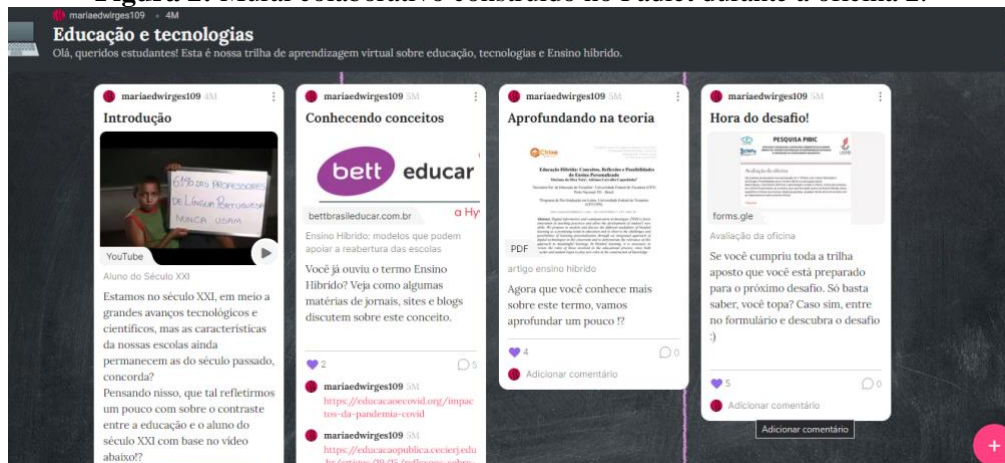 Figura 2: Mural colaborativo construído no Padlet durante a oficina 2.
mariaedwirges109 • 4M
Educação e tecnologias
Olá, queridos estudantes! Esta é nossa trilha de aprendizagem virtual sobre educação, tecnologias e Ensino híbrido.
mariaedwirges109 4M
Introdução
61% DOS PROFESSORES
DE LÍNGUA PORTUGUESA
NUNCA USAM
YouTube
Aluno do Século XXI
Estamos no século XXI, em meio a
grandes avanços tecnológicos e
científicos, mas as características
da nossas escolas ainda
permanecem as do século passado,
concorda?
Pensando nisso, que tal refletirmos
um pouco com sobre o contraste
entre a educação e o aluno do
século XXI com base no vídeo
abaixo!?
mariaedwirges109 5M
Conhecendo conceitos
bett educar
bettbrasileducar.com.br
a Hy
Ensino Híbrido: modelos que podem
apoiar a reabertura das escolas
Você já ouviu o termo Ensino
Híbrido? Veja como algumas
matérias de jornais, sites e blogs
discutem sobre este conceito.
2
5
mariaedwirges109 5M
https://educacaoecovid.org/impac
tos-da-pandemia-covid
mariaedwirges109 5M
https://educacaopublica.cecierj.edu
mariaedwirges109 5M
Aprofundando na teoria
Educação Híbrida: Conceitos, Reflexões e Possibilidades
do Ensino Personalizado
PDF
artigo ensino híbrido
Agora que você conhece mais
sobre este termo, vamos
aprofundar um pouco !?
4
0
Adicionar comentário
mariaedwirges109 5M
Hora do desafio!
PESQUISA PIBIC
Avaliação da oficina
forms.gle
Avaliação da oficina
Se você cumpriu toda a trilha
aposto que você está preparado
para o próximo desafio. Só basta
saber, você topa? Caso sim, entre
no formulário e descubra o desafio
:)
5
0
Adicionar comentário
Adicionar comentário